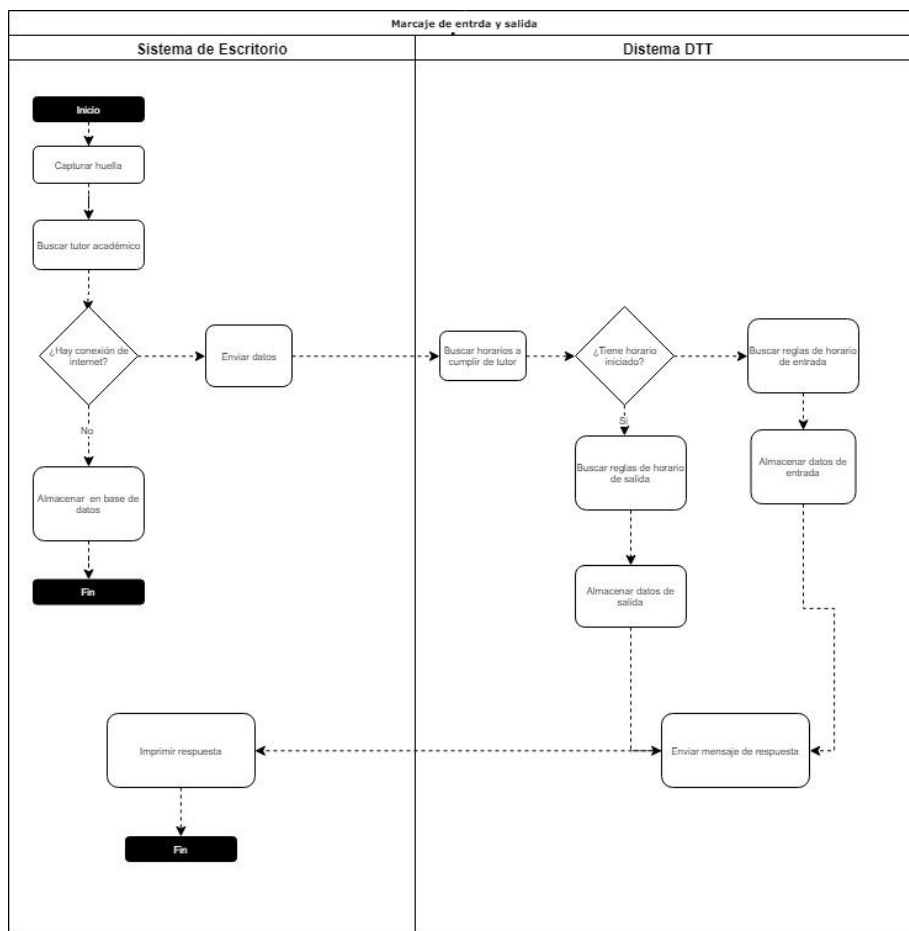 Marcaje de entrda y salida
Sistema de Escritorio
Distema DTT
Inicio
Capturar huella
Buscar tutor académico
¿Hay conexión de
internet?
Enviar datos
Buscar horarios a
cumplir de tutor
¿Tiene horario
iniciado?
Buscar reglas de horario
de entrada
No
Si
Almacenar en base de
datos
Buscar reglas de horario
de salida
Almacenar datos de
entrada
Fin
Almacenar datos de
salida
Imprimir respuesta
Enviar mensaje de respuesta
Fin